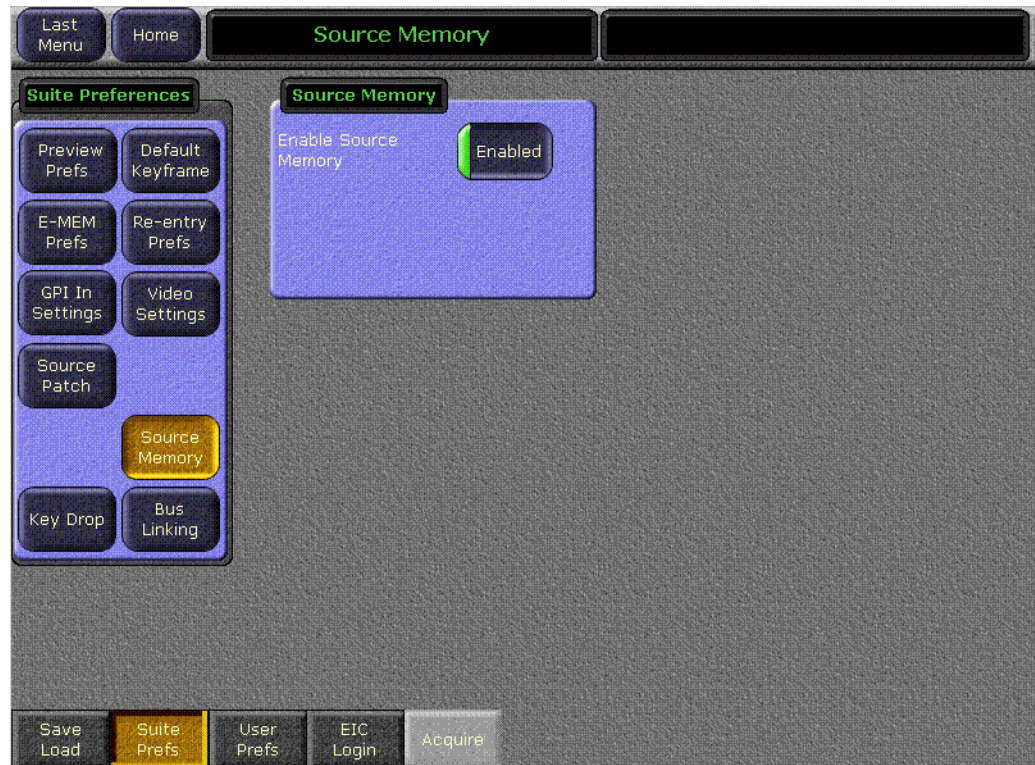 Last
Menu
Home
Source Memory
Suite Preferences
Source Memory
Preview
Prefs
Default
Keyframe
Enable Source
Memory
Enabled
E-MEM
Prefs
Re-entry
Prefs
GPI In
Settings
Video
Settings
Source
Patch
Source
Memory
Key Drop
Bus
Linking
Save
Load
Suite
Prefs
User
Prefs
EIC
Login
Acquire